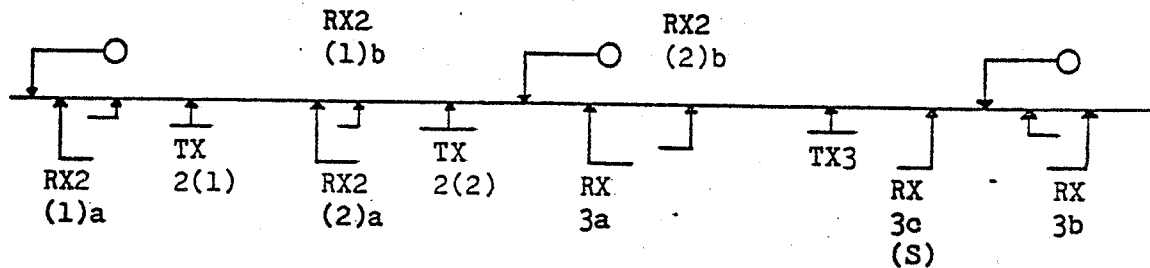 RX2
(1)b
RX2
(2)b
RX2
(1)a
TX
2(1)
RX2
(2)a
TX
2(2)
RX
3a
TX3
RX
3c
(S)
RX
3b